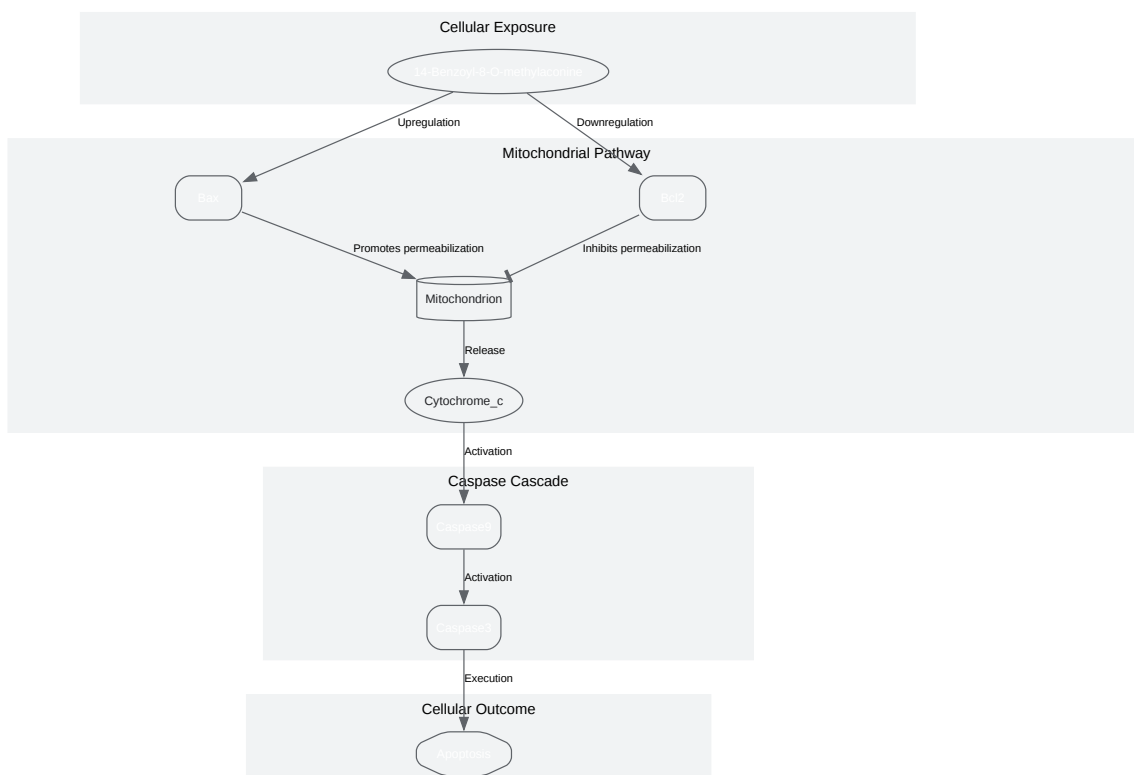 Cellular Exposure
14-Benzoyl-8-O-methylaconine
Upregulation
Downregulation
Mitochondrial Pathway
Bax
Bcl2
Promotes permeabilization
Inhibits permeabilization
Mitochondrion
Release
Cytochrome_c
Activation
Caspase Cascade
Caspase9
Activation
Caspase3
Execution
Cellular Outcome
Apoptosis